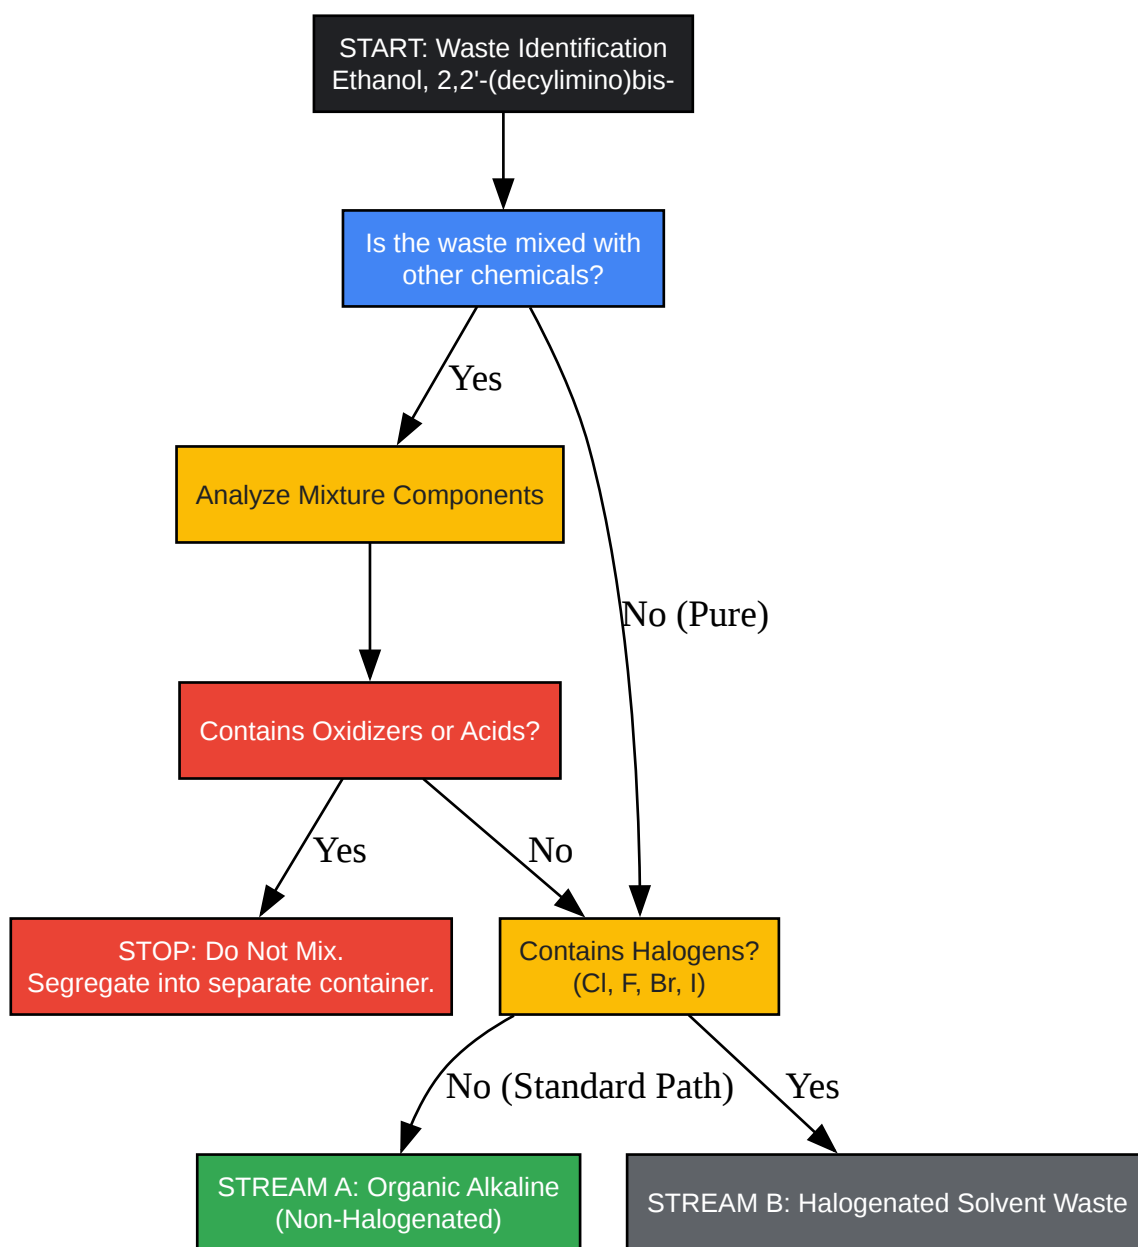 START: Waste Identification
Ethanol, 2,2'-(decylimino)bis-
Is the waste mixed with
other chemicals?
Yes
Analyze Mixture Components
No (Pure)
Contains Oxidizers or Acids?
Yes
No
STOP: Do Not Mix.
Segregate into separate container.
Contains Halogens?
(Cl, F, Br, I)
No (Standard Path)
Yes
STREAM A: Organic Alkaline
(Non-Halogenated)
STREAM B: Halogenated Solvent Waste